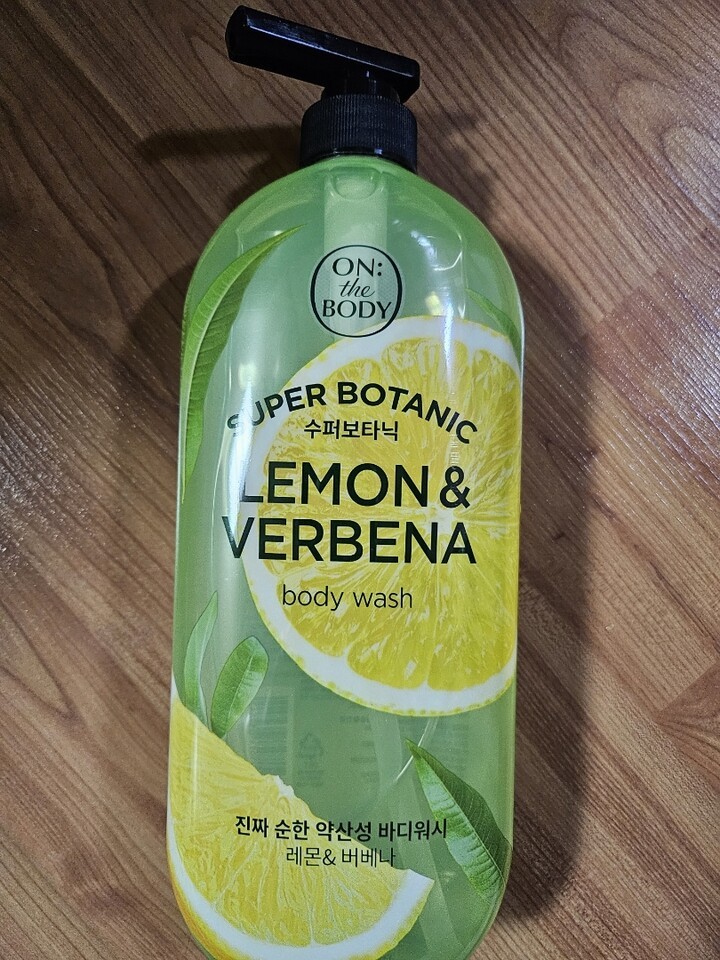 ON:
the
BODY
SUPER BOTANIC
수퍼보타닉
LEMON &
VERBENA
body wash
진짜 순한 약산성 바디워시
레몬& 버베나